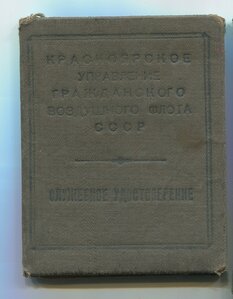 КРАСНОЯРСКОЕ
УПРАВЛЕНИЕ
ГРАЖДАНСКОГО
ВОЗДУШНОГО ФЛОТА
СССР
СЛУЖЕБНОЕ УДОСТОВЕРЕНИЕ